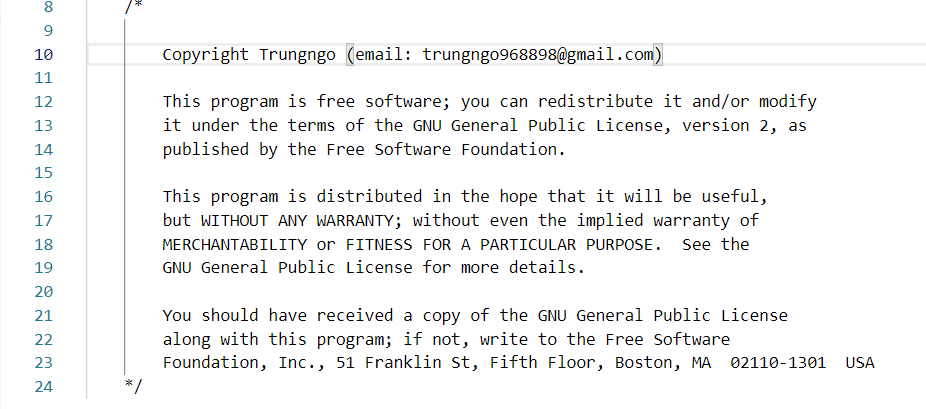 8 /*
9
10 Copyright Trungngo (email: trungngo968898@gmail.com)
11
12 This program is free software; you can redistribute it and/or modify
13 it under the terms of the GNU General Public License, version 2, as
14 published by the Free Software Foundation.
15
16 This program is distributed in the hope that it will be useful,
17 but WITHOUT ANY WARRANTY; without even the implied warranty of
18 MERCHANTABILITY or FITNESS FOR A PARTICULAR PURPOSE.  See the
19 GNU General Public License for more details.
20
21 You should have received a copy of the GNU General Public License
22 along with this program; if not, write to the Free Software
23 Foundation, Inc., 51 Franklin St, Fifth Floor, Boston, MA  02110-1301  USA
24 */